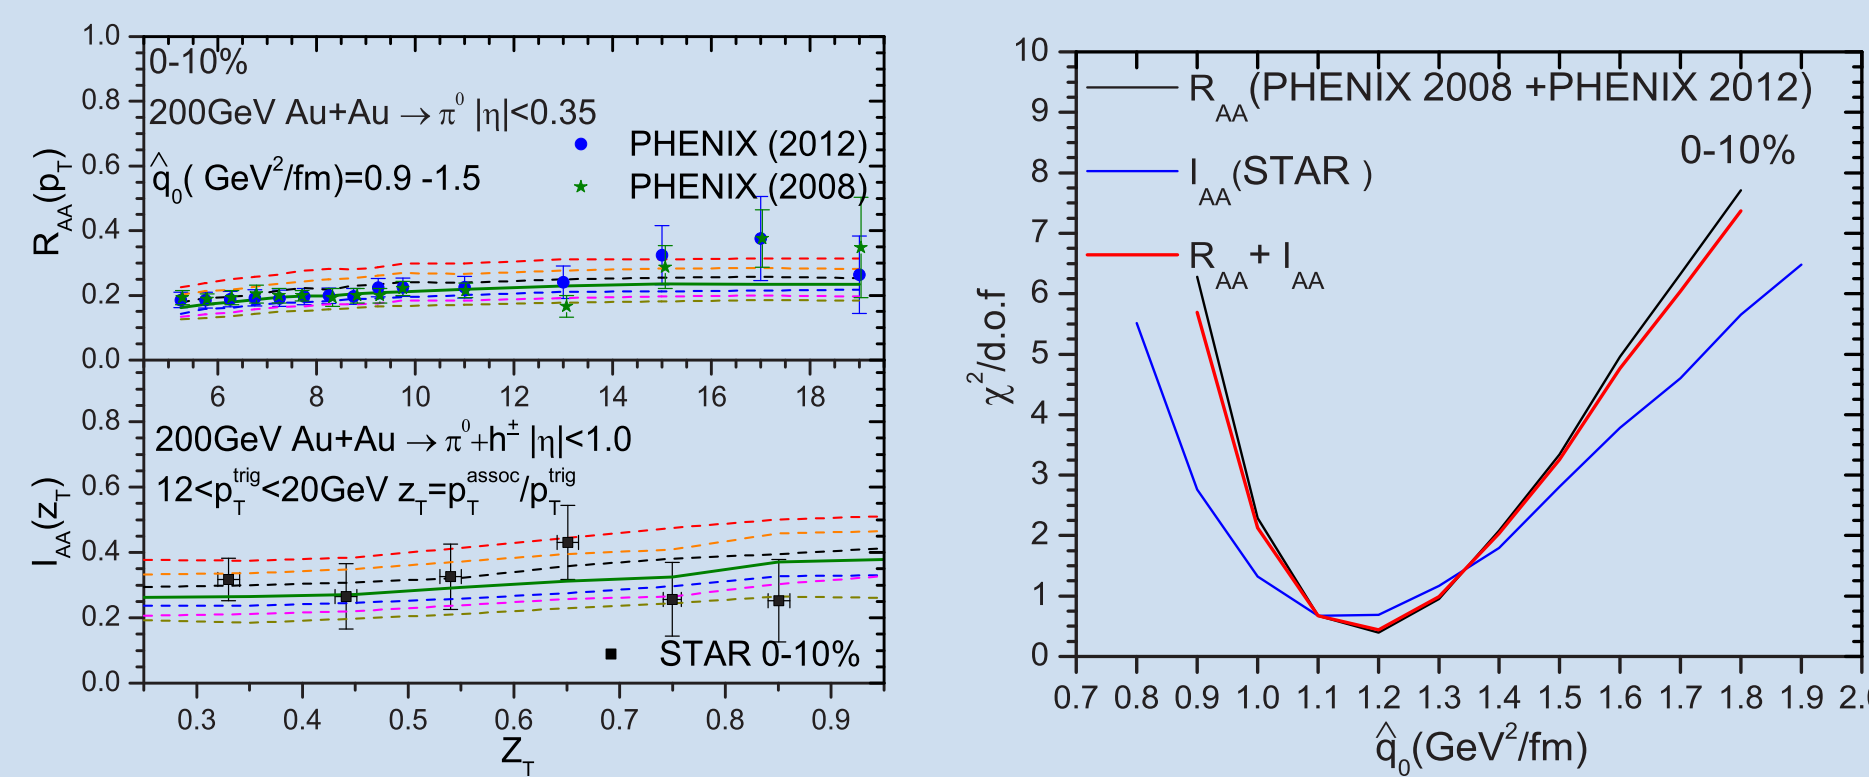 1.0
0-10%
0.8
200GeV Au+Au → π⁰ |η|<0.35
PHENIX (2012)
0.6
q̂₀( GeV²/fm)=0.9 -1.5
PHENIX (2008)
R_AA(p_T)
0.4
0.2
0.0
6 8 10 12 14 16 18
0.8
200GeV Au+Au → π⁰+h± |η|<1.0
12<p_T^trig<20GeV z_T=p_T^assoc/p_T^trig
0.6
I_AA(z_T)
0.4
0.2
STAR 0-10%
0.0
0.3 0.4 0.5 0.6 0.7 0.8 0.9
Z_T
10
R_AA(PHENIX 2008 +PHENIX 2012)
9
0-10%
8
I_AA(STAR )
7
R_AA + I_AA
6
χ²/d.o.f
5
4
3
2
1
0
0.7 0.8 0.9 1.0 1.1 1.2 1.3 1.4 1.5 1.6 1.7 1.8 1.9 2.0
q̂₀(GeV²/fm)